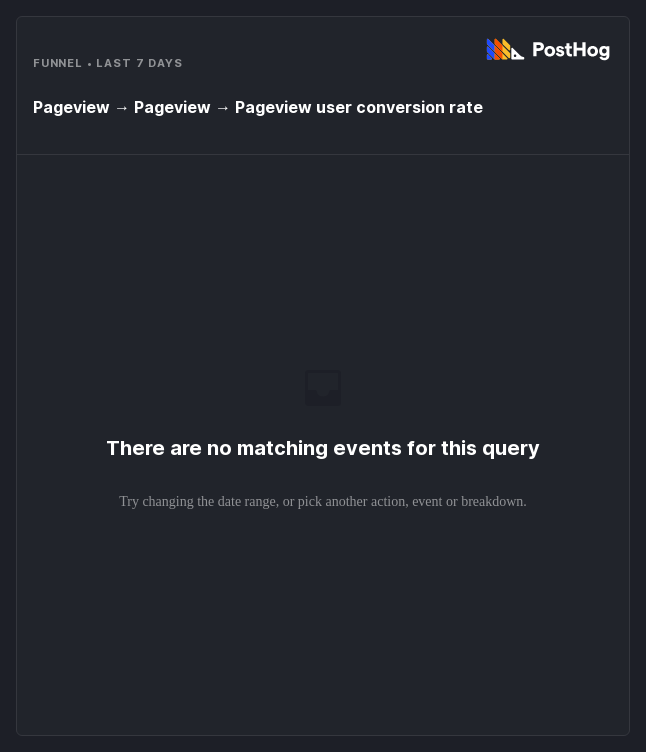 PostHog
FUNNEL • LAST 7 DAYS
Pageview → Pageview → Pageview user conversion rate
There are no matching events for this query
Try changing the date range, or pick another action, event or breakdown.